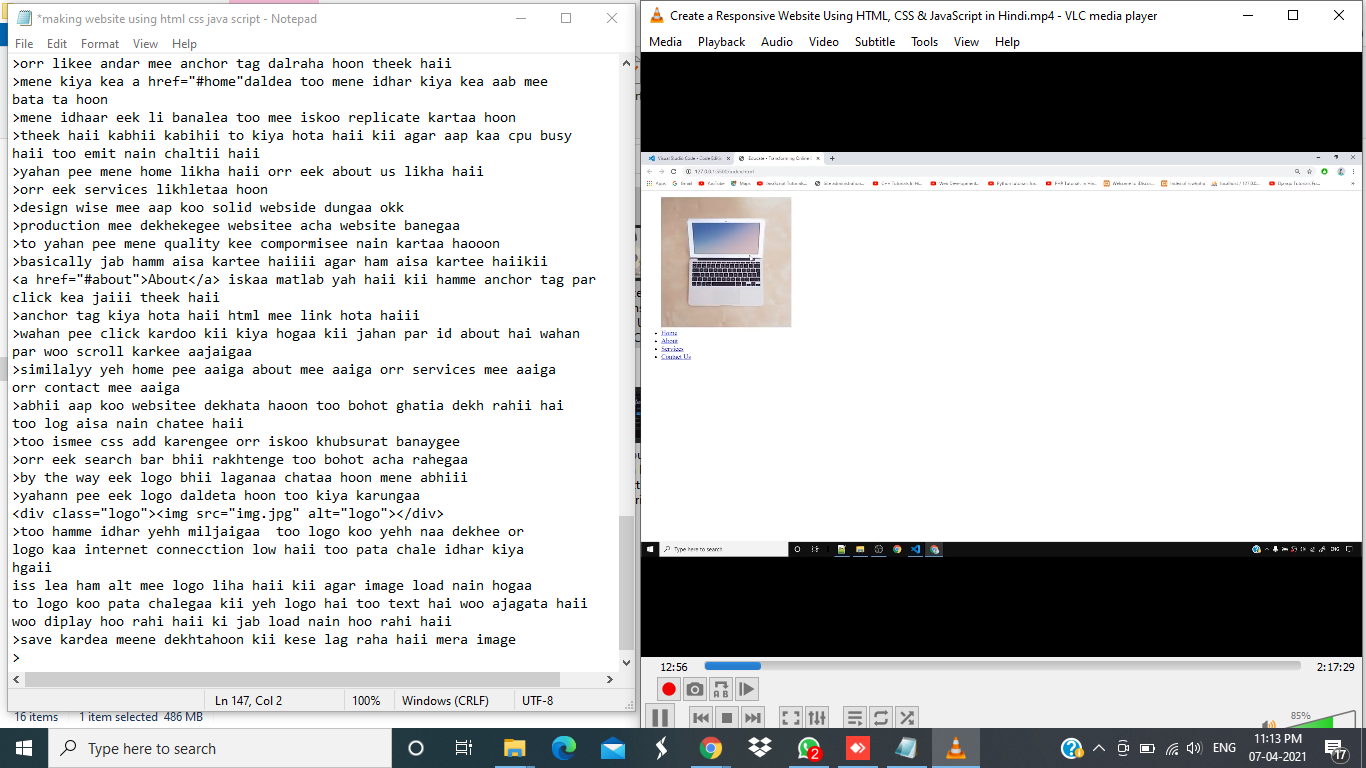 *making website using html css java script - Notepad
File Edit Format View Help
>orr likee andar mee anchor tag dalraha hoon theek haii
>mene kiya kea a href="#home"daldea too mene idhar kiya kea aab mee
bata ta hoon
>mene idhaar eek li banalea too mee iskoo replicate kartaa hoon
>theek haii kabhii kabihii to kiya hota haii kii agar aap kaa cpu busy
haii too emit nain chaltii haii
>yahan pee mene home likha haii orr eek about us likha haii
>orr eek services likhletaa hoon
>design wise mee aap koo solid webside dungaa okk
>production mee dekhekegee websitee acha website banegaa
>to yahan pee mene quality kee compormisee nain kartaa haooon
>basically jab hamm aisa kartee haiiii agar ham aisa kartee haiikii
<a href="#about">About</a> iskaa matlab yah haii kii hamme anchor tag par
click kea jaiii theek haii
>anchor tag kiya hota haii html mee link hota haiii
>wahan pee click kardoo kii kiya hogaa kii jahan par id about hai wahan
par woo scroll karkee aajaigaa
>similalyy yeh home pee aaiga about mee aaiga orr services mee aaiga
orr contact mee aaiga
>abhii aap koo websitee dekhata haoon too bohot ghatia dekh rahii hai
too log aisa nain chatee haii
>too ismee css add karengee orr iskoo khubsurat banaygee
>orr eek search bar bhii rakhtenge too bohot acha rahegaa
>by the way eek logo bhii laganaa chataa hoon mene abhiii
>yahann pee eek logo daldeta hoon too kiya karungaa
<div class="logo"><img src="img.jpg" alt="logo"></div>
>too hamme idhar yehh miljaigaa  too logo koo yehh naa dekhee or
logo kaa internet connecction low haii too pata chale idhar kiya
hgaii
iss lea ham alt mee logo liha haii kii agar image load nain hogaa
to logo koo pata chalegaa kii yeh logo hai too text hai woo ajagata haii
woo diplay hoo rahi haii ki jab load nain hoo rahi haii
>save kardea meene dekhtahoon kii kese lag raha haii mera image
>
Ln 147, Col 2 100% Windows (CRLF) UTF-8
16 items 1 item selected 486 MB
Create a Responsive Website Using HTML, CSS & JavaScript in Hindi.mp4 - VLC media player
Media Playback Audio Video Subtitle Tools View Help
Home
About
Services
Contact Us
Type here to search
12:56 2:17:29
85%
Type here to search
2
ENG
11:13 PM
07-04-2021
17